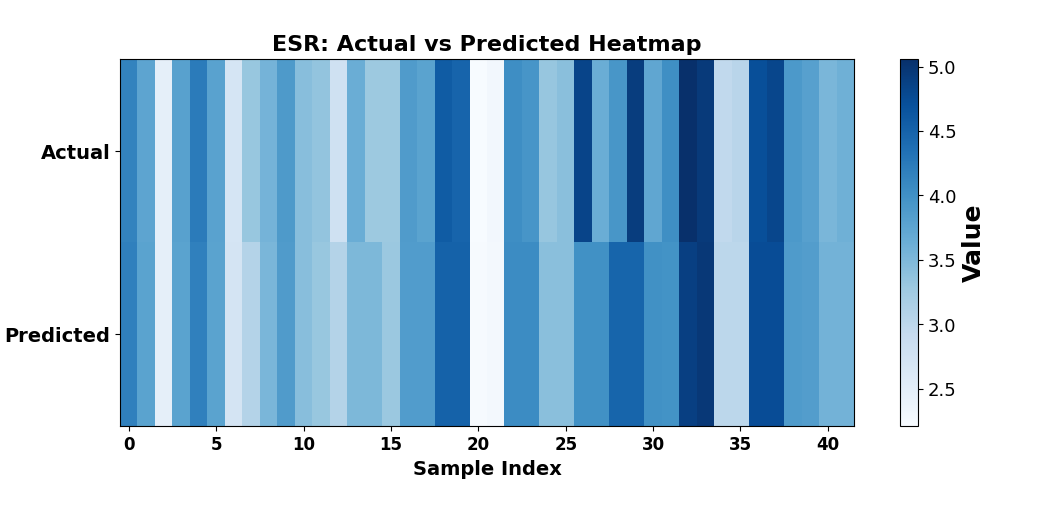 ESR: Actual vs Predicted Heatmap
Actual
Predicted
0 5 10 15 20 25 30 35 40
Sample Index
5.0
4.5
4.0
3.5
3.0
2.5
Value